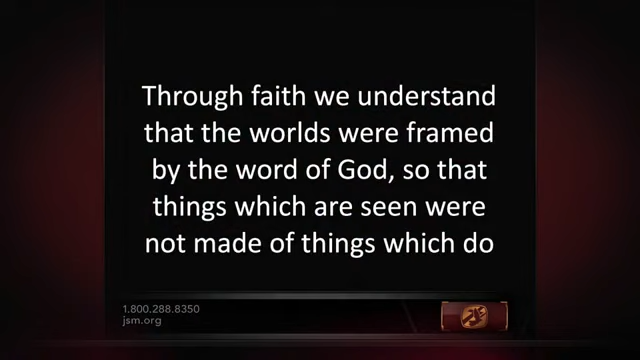 Through faith we understand
that the worlds were framed
by the word of God, so that
things which are seen were
not made of things which do
1.800.288.8350
jsm.org